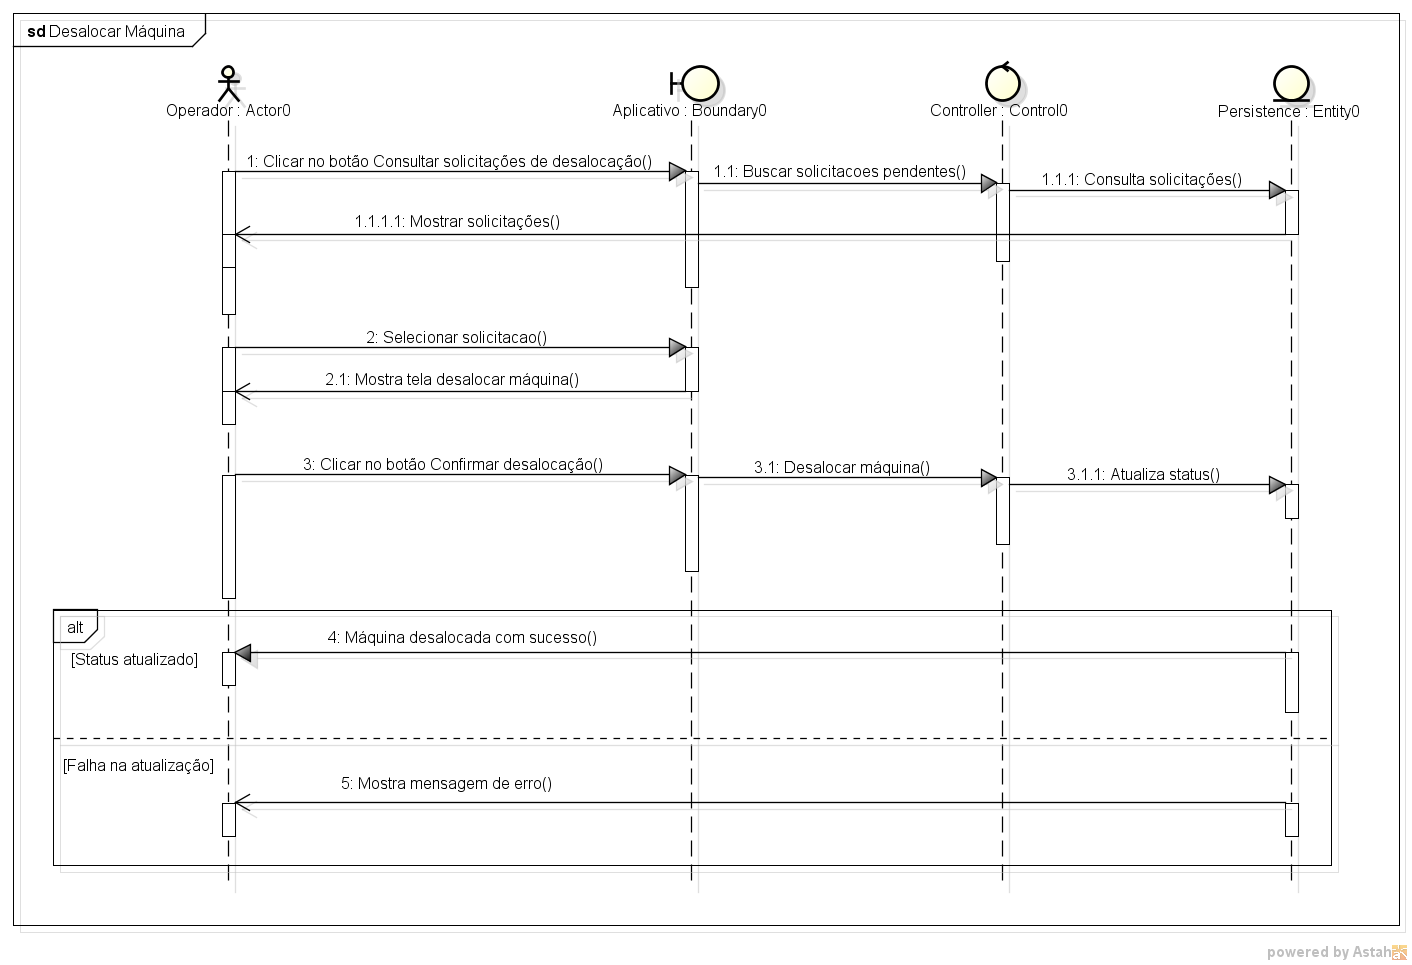 sd Desalocar Máquina
Operador : Actor0
Aplicativo : Boundary0
Controller : Control0
Persistence : Entity0
1: Clicar no botão Consultar solicitações de desalocação()
1.1: Buscar solicitacoes pendentes()
1.1.1: Consulta solicitações()
1.1.1.1: Mostrar solicitações()
2: Selecionar solicitacao()
2.1: Mostra tela desalocar máquina()
3: Clicar no botão Confirmar desalocação()
3.1: Desalocar máquina()
3.1.1: Atualiza status()
alt
4: Máquina desalocada com sucesso()
[Status atualizado]
[Falha na atualização]
5: Mostra mensagem de erro()
powered by Astah